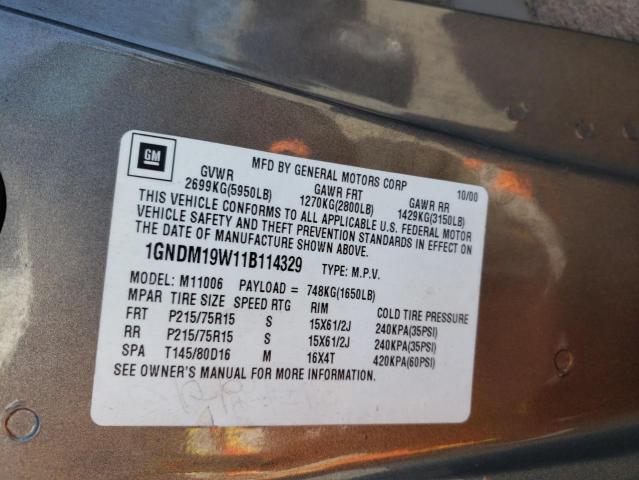 GM
MFD BY GENERAL MOTORS CORP 10/00
GVWR GAWR FRT GAWR RR
2699KG(5950LB) 1270KG(2800LB) 1429KG(3150LB)
THIS VEHICLE CONFORMS TO ALL APPLICABLE U.S. FEDERAL MOTOR
VEHICLE SAFETY AND THEFT PREVENTION STANDARDS IN EFFECT ON
THE DATE OF MANUFACTURE SHOWN ABOVE.
1GNDM19W11B114329 TYPE: M.P.V.
MODEL: M11006 PAYLOAD = 748KG(1650LB)
MPAR TIRE SIZE SPEED RTG RIM COLD TIRE PRESSURE
FRT P215/75R15 S 15X61/2J 240KPA(35PSI)
RR P215/75R15 S 15X61/2J 240KPA(35PSI)
SPA T145/80D16 M 16X4T 420KPA(60PSI)
SEE OWNER'S MANUAL FOR MORE INFORMATION.